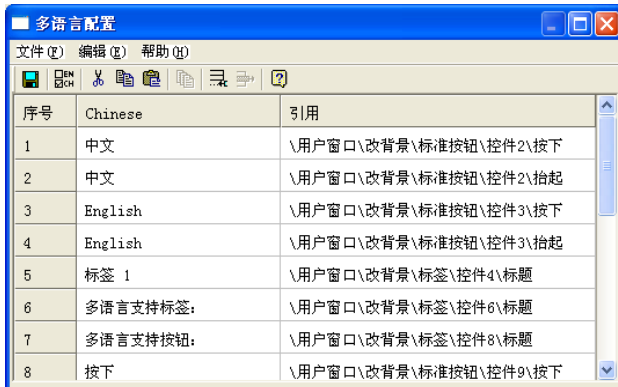 多语言配置
文件(F) 编辑(E) 帮助(H)
EN CH
序号 Chinese 引用
1 中文 \用户窗口\改背景\标准按钮\控件2\按下
2 中文 \用户窗口\改背景\标准按钮\控件2\抬起
3 English \用户窗口\改背景\标准按钮\控件3\按下
4 English \用户窗口\改背景\标准按钮\控件3\抬起
5 标签 1 \用户窗口\改背景\标签\控件4\标题
6 多语言支持标签： \用户窗口\改背景\标签\控件6\标题
7 多语言支持按钮： \用户窗口\改背景\标签\控件8\标题
8 按下 \用户窗口\改背景\标准按钮\控件9\按下